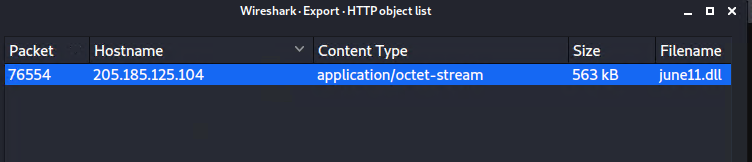 Wireshark · Export · HTTP object list
Packet Hostname Content Type Size Filename
76554 205.185.125.104 application/octet-stream 563 kB june11.dll